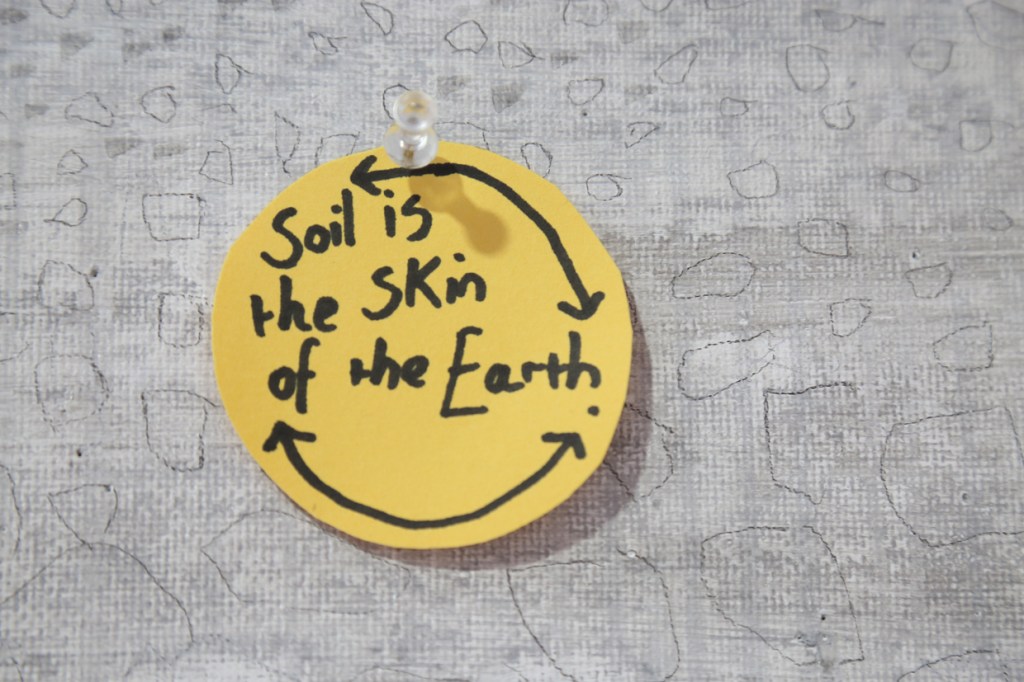 Soil is
the skin
of the Earth.